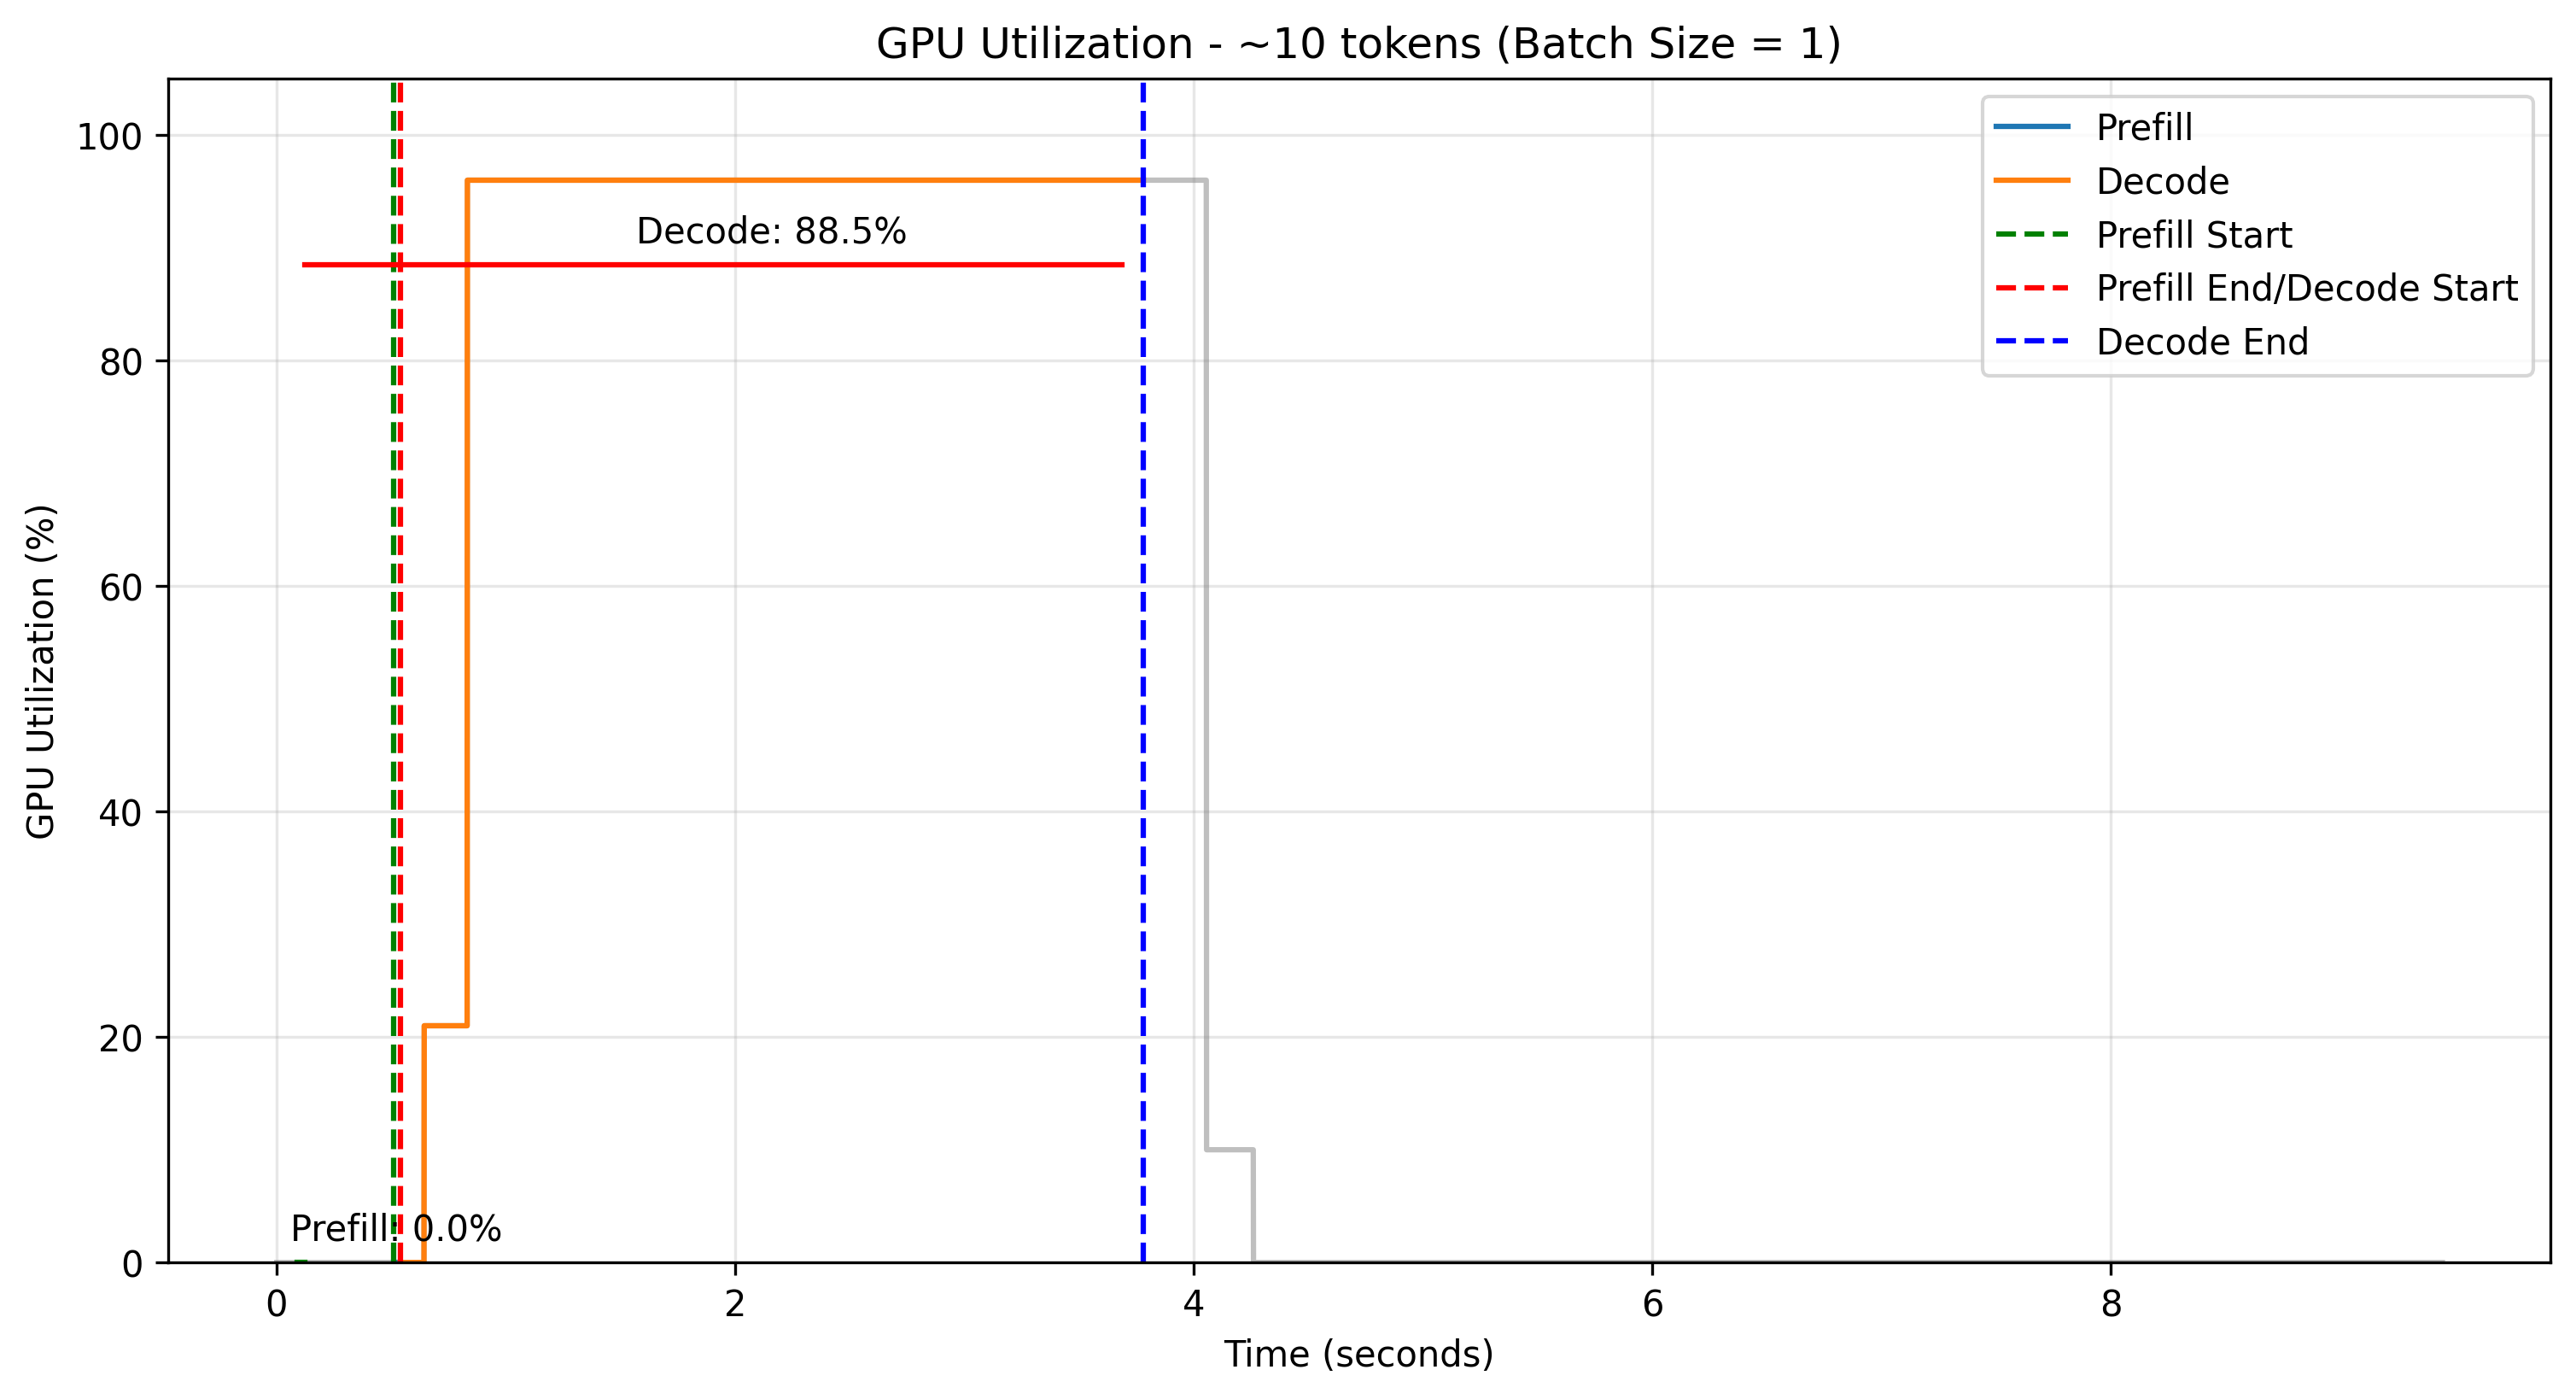 GPU Utilization - ~10 tokens (Batch Size = 1)
GPU Utilization (%)
100
80
60
40
20
0
Prefill
Decode
Prefill Start
Prefill End/Decode Start
Decode End
Decode: 88.5%
Prefill: 0.0%
0 2 4 6 8
Time (seconds)